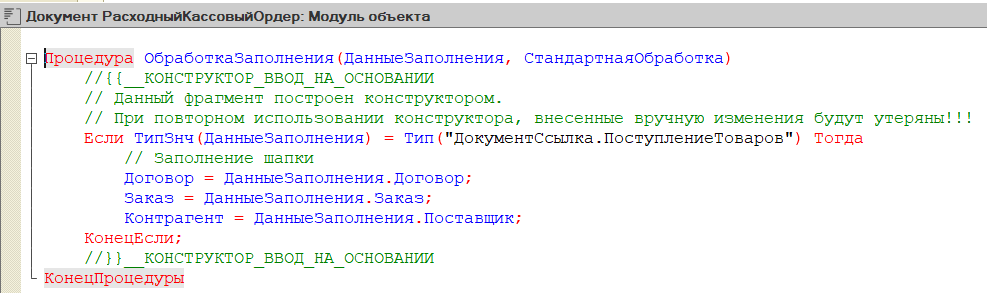 Документ РасходныйКассовыйОрдер: Модуль объекта
Процедура ОбработкаЗаполнения(ДанныеЗаполнения, СтандартнаяОбработка)
//{{__КОНСТРУКТОР_ВВОД_НА_ОСНОВАНИИ
// Данный фрагмент построен конструктором.
// При повторном использовании конструктора, внесенные вручную изменения будут утеряны!!!
Если ТипЗнч(ДанныеЗаполнения) = Тип("ДокументСсылка.ПоступлениеТоваров") Тогда
// Заполнение шапки
Договор = ДанныеЗаполнения.Договор;
Заказ = ДанныеЗаполнения.Заказ;
Контрагент = ДанныеЗаполнения.Поставщик;
КонецЕсли;
//}}__КОНСТРУКТОР_ВВОД_НА_ОСНОВАНИИ
КонецПроцедуры